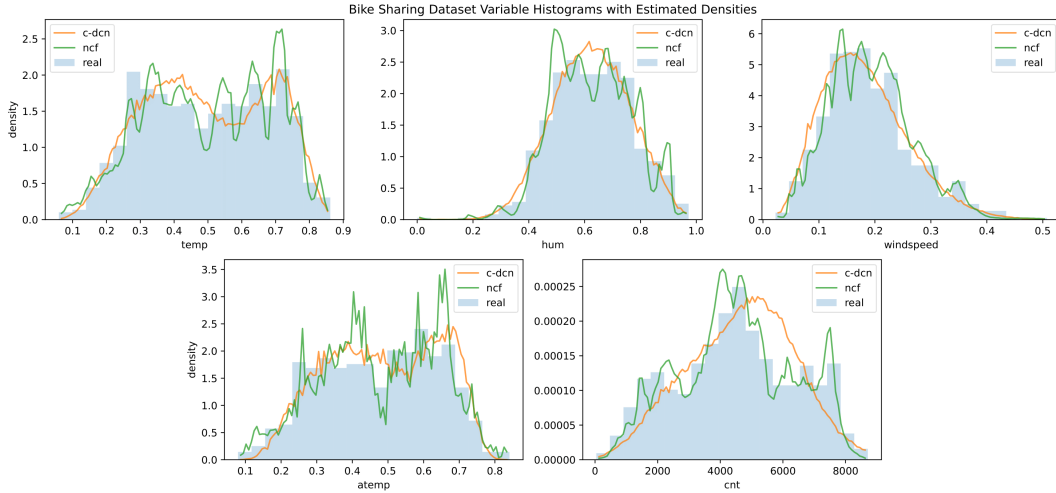 Bike Sharing Dataset Variable Histograms with Estimated Densities
density
2.5
2.0
1.5
1.0
0.5
0.0
c-dcn
ncf
real
0.1 0.2 0.3 0.4 0.5 0.6 0.7 0.8 0.9
temp
3.0
2.5
2.0
1.5
1.0
0.5
0.0
c-dcn
ncf
real
0.0 0.2 0.4 0.6 0.8 1.0
hum
6
5
4
3
2
1
0
c-dcn
ncf
real
0.0 0.1 0.2 0.3 0.4 0.5
windspeed
density
3.5
3.0
2.5
2.0
1.5
1.0
0.5
0.0
c-dcn
ncf
real
0.1 0.2 0.3 0.4 0.5 0.6 0.7 0.8
atemp
0.00025
0.00020
0.00015
0.00010
0.00005
0.00000
c-dcn
ncf
real
0 2000 4000 6000 8000
cnt